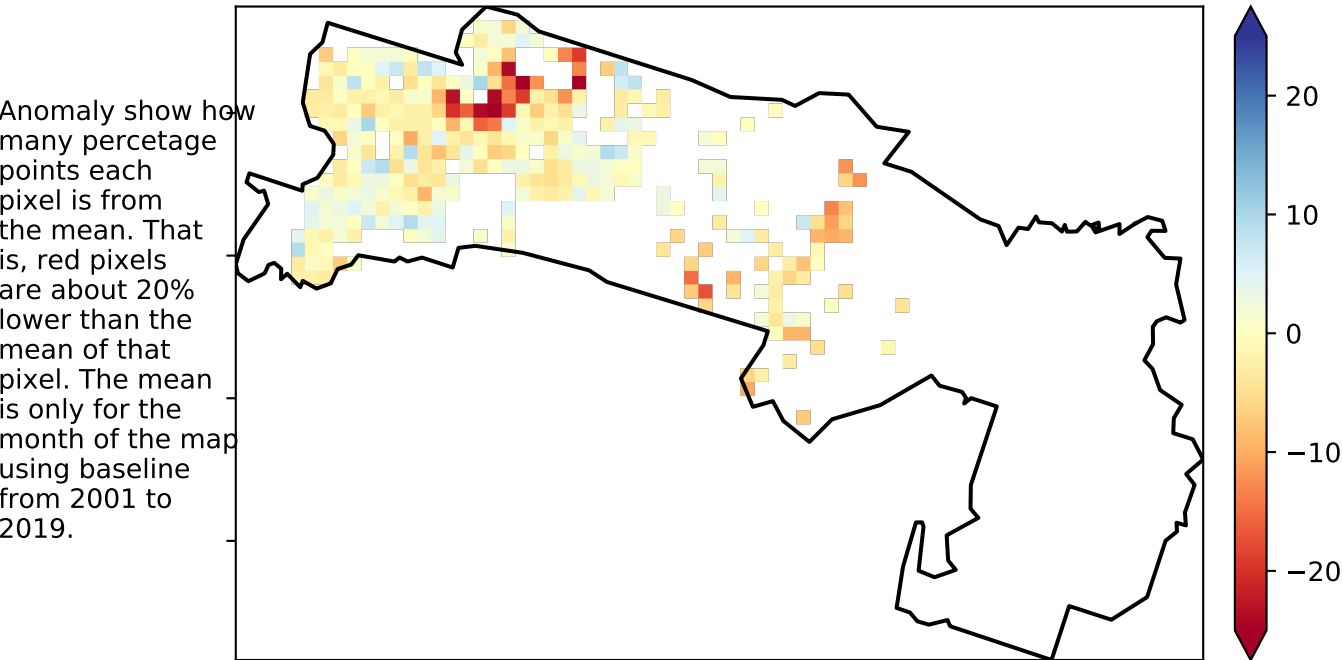 Anomaly show how
many percetage
points each
pixel is from
the mean. That
is, red pixels
are about 20%
lower than the
mean of that
pixel. The mean
is only for the
month of the map
using baseline
from 2001 to
2019.
20
10
0
−10
−20